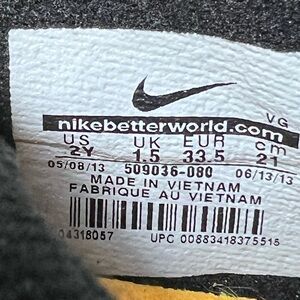 VG
nikebetterworld.com
US UK EUR cm
2Y 1.5 33.5 21
05/08/13 509036-080 06/13/13
MADE IN VIETNAM
FABRIQUE AU VIETNAM
04318057 UPC 00883418375515